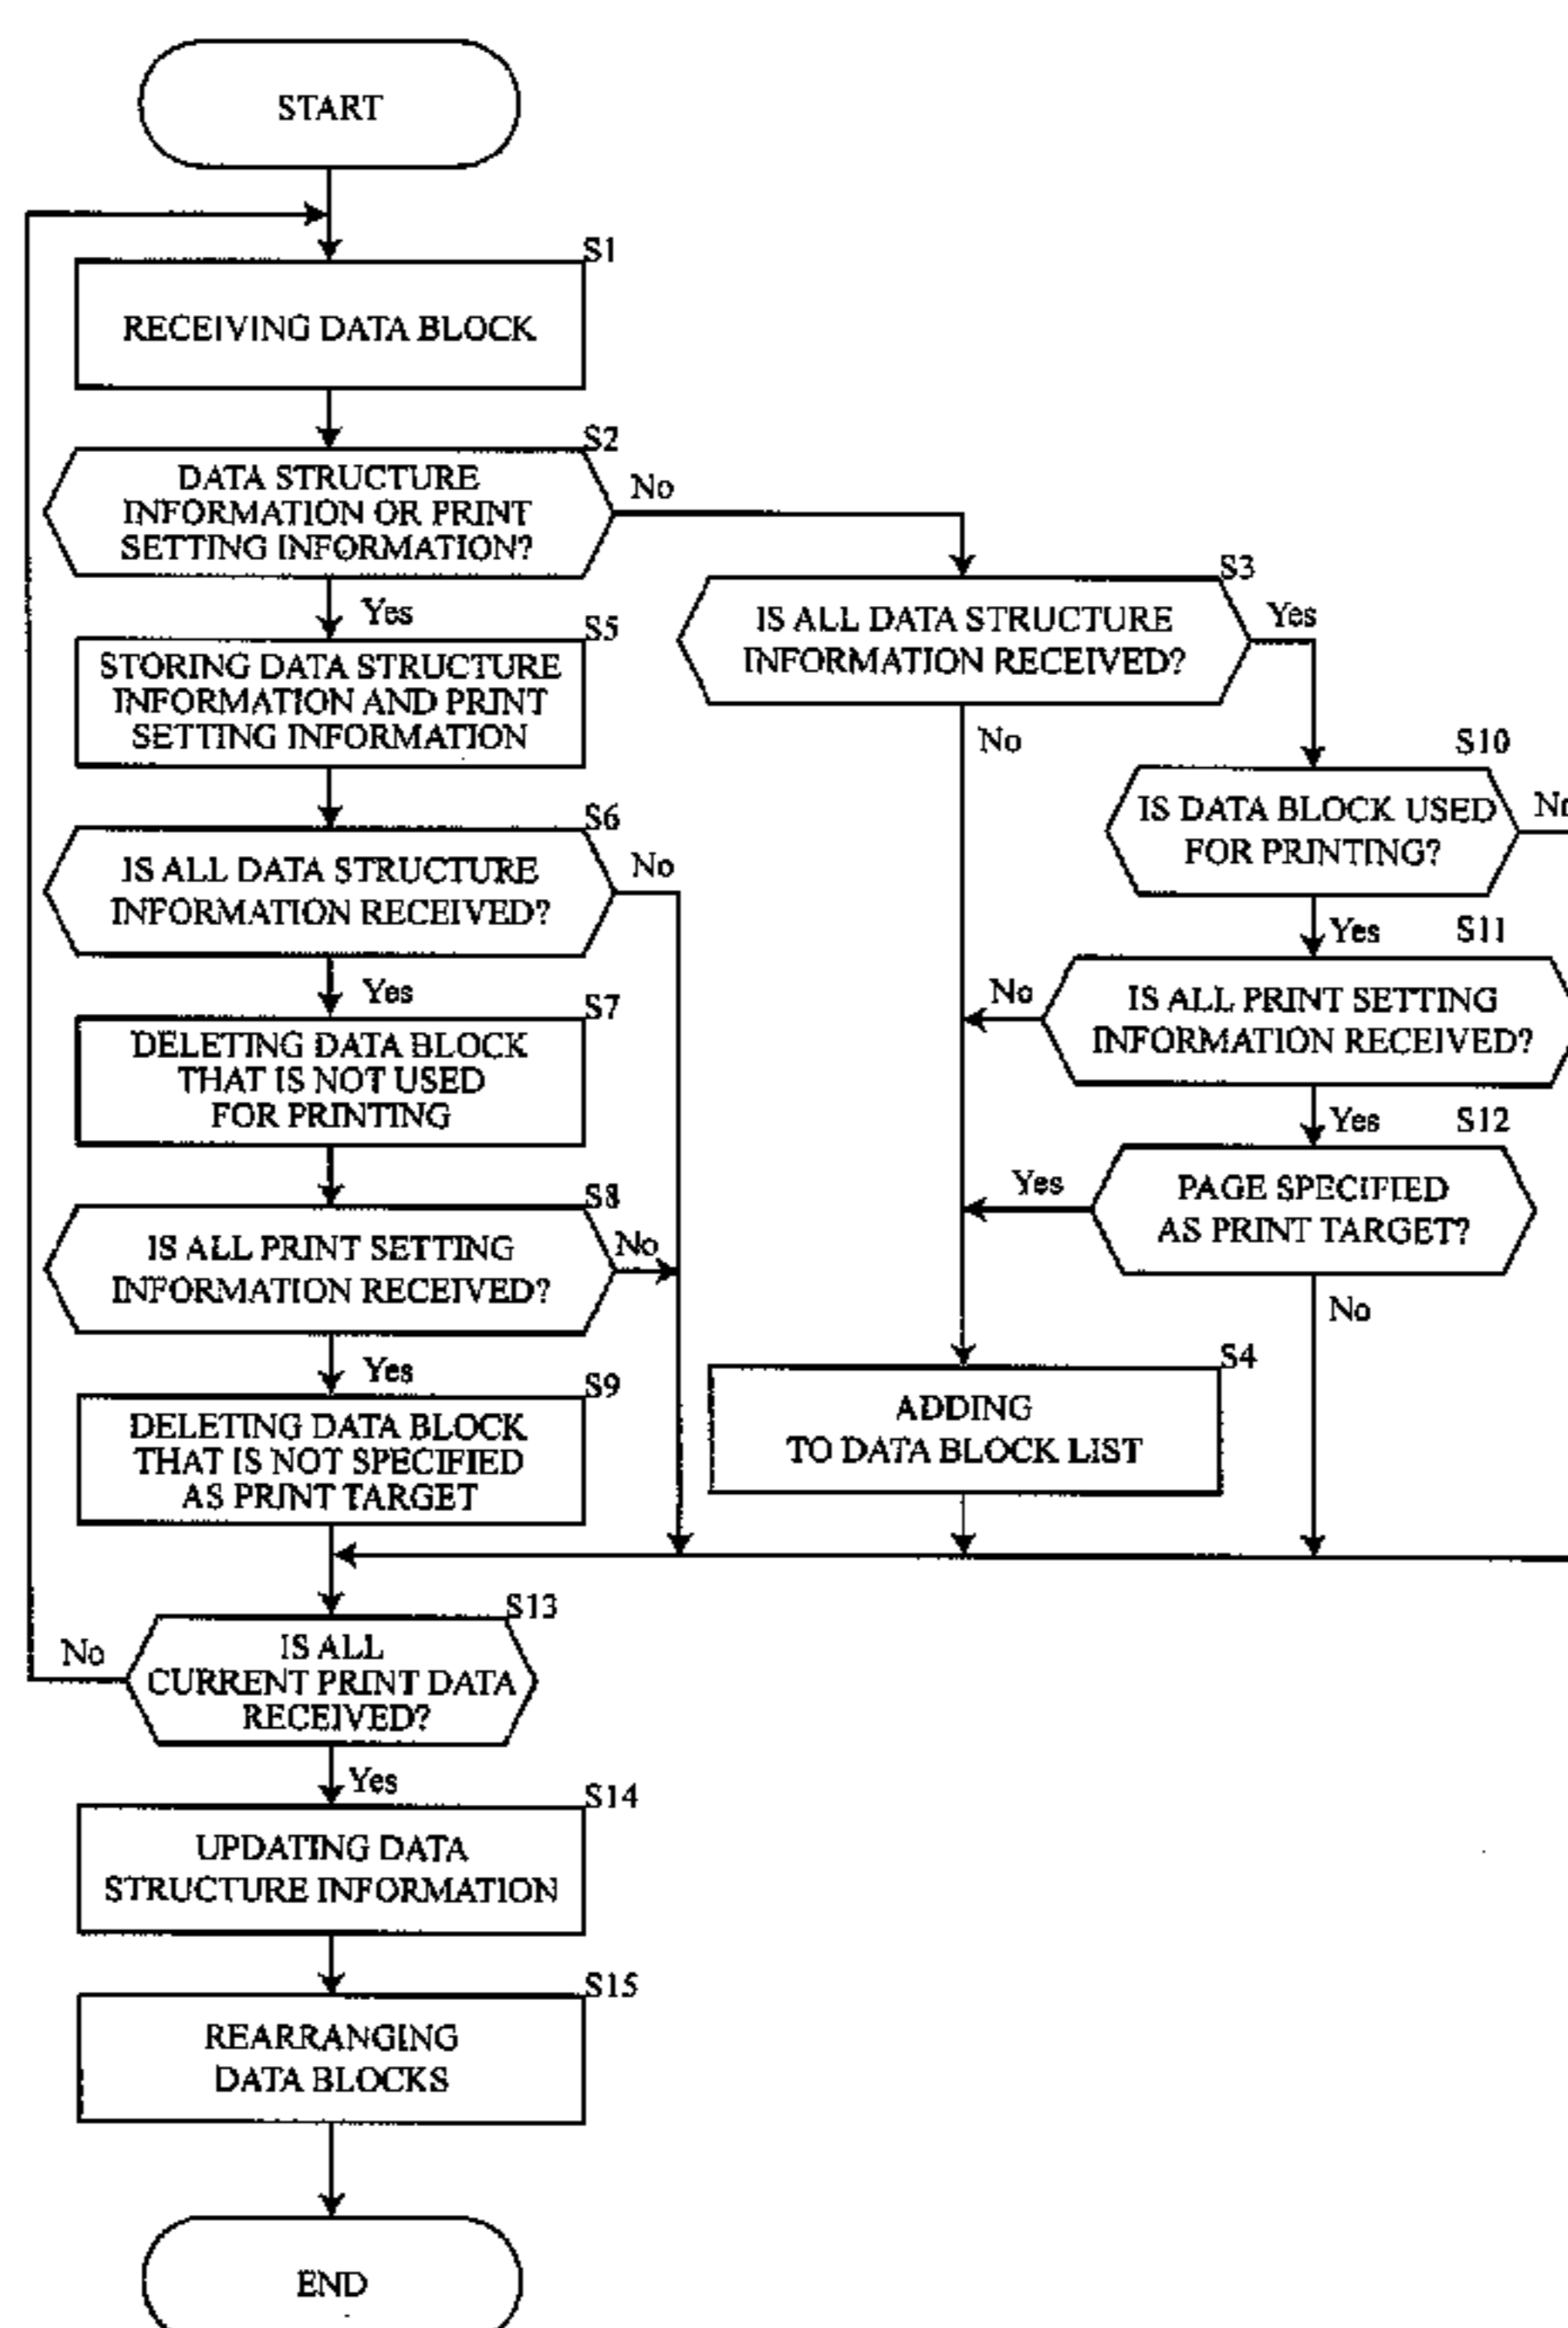 START
S1
RECEIVING DATA BLOCK
S2
DATA STRUCTURE
INFORMATION OR PRINT
SETTING INFORMATION?
No
Yes
S3
IS ALL DATA STRUCTURE
INFORMATION RECEIVED?
Yes
No
S5
STORING DATA STRUCTURE
INFORMATION AND PRINT
SETTING INFORMATION
S10
IS DATA BLOCK USED
FOR PRINTING?
No
Yes
S6
IS ALL DATA STRUCTURE
INFORMATION RECEIVED?
No
Yes
S11
IS ALL PRINT SETTING
INFORMATION RECEIVED?
No
Yes
S7
DELETING DATA BLOCK
THAT IS NOT USED
FOR PRINTING
S12
PAGE SPECIFIED
AS PRINT TARGET?
Yes
No
S8
IS ALL PRINT SETTING
INFORMATION RECEIVED?
No
Yes
S4
ADDING
TO DATA BLOCK LIST
S9
DELETING DATA BLOCK
THAT IS NOT SPECIFIED
AS PRINT TARGET
S13
IS ALL
CURRENT PRINT DATA
RECEIVED?
No
Yes
S14
UPDATING DATA
STRUCTURE INFORMATION
S15
REARRANGING
DATA BLOCKS
END